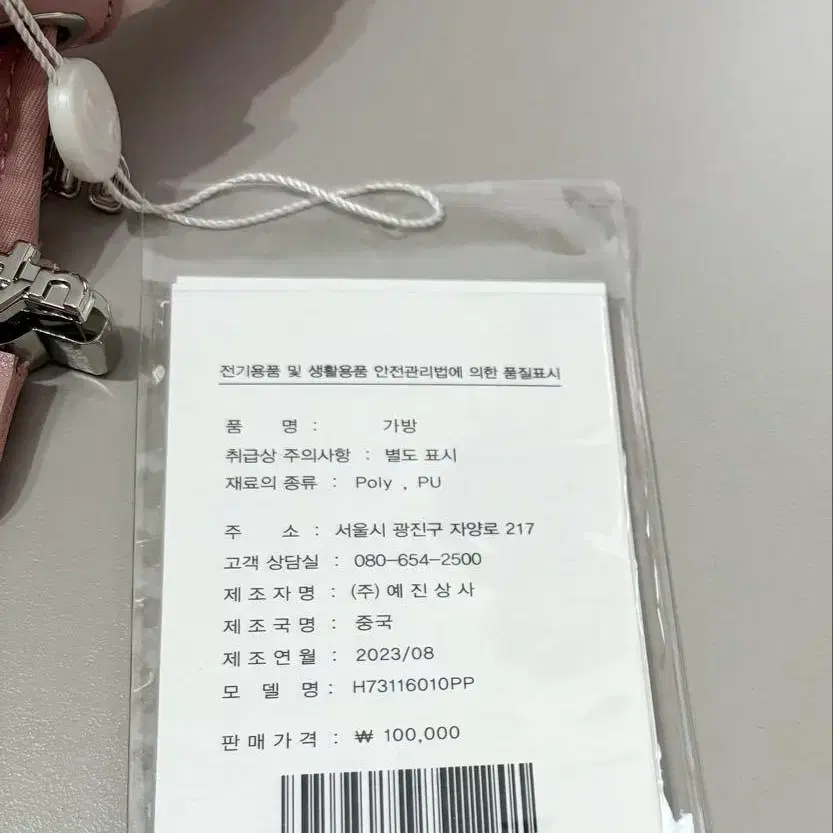 전기용품 및 생활용품 안전관리법에 의한 품질표시
품 명 : 가방
취급상 주의사항 : 별도 표시
재료의 종류 : Poly , PU
주 소 : 서울시 광진구 자양로 217
고객 상담실 : 080-654-2500
제조자명 : (주)예진상사
제조국명 : 중국
제조연월 : 2023/08
모 델 명 : H73116010PP
판매가격 : ₩ 100,000